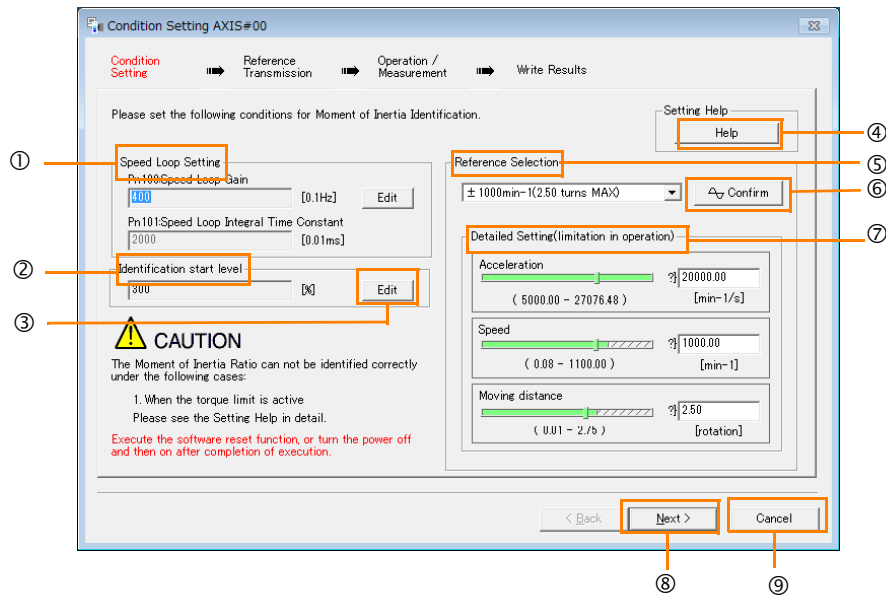 Condition Setting AXIS#00
Condition Setting
Reference Transmission
Operation / Measurement
Write Results
Please set the following conditions for Moment of Inertia Identification.
Setting Help
Help
④
①
Speed Loop Setting
Pn100:Speed Loop Gain
400
[0.1Hz]
Edit
Pn101:Speed Loop Integral Time Constant
2000
[0.01ms]
②
Identification start level
300
[%]
Edit
③
CAUTION
The Moment of Inertia Ratio can not be identified correctly
under the following cases:
1. When the torque limit is active
Please see the Setting Help in detail.
Execute the software reset function, or turn the power off
and then on after completion of execution.
Reference Selection
⑤
±1000min-1(2.50 turns MAX)
Confirm
⑥
Detailed Setting(limitation in operation)
⑦
Acceleration
?} 20000.00
( 5000.00 - 27076.48 )
[min-1/s]
Speed
?} 1000.00
( 0.08 - 1100.00 )
[min-1]
Moving distance
?} 2.50
( 0.01 - 2.75 )
[rotation]
< Back
Next >
Cancel
⑧
⑨